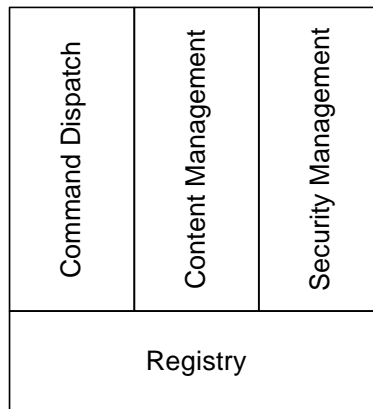 Command Dispatch
Content Management
Security Management
Registry